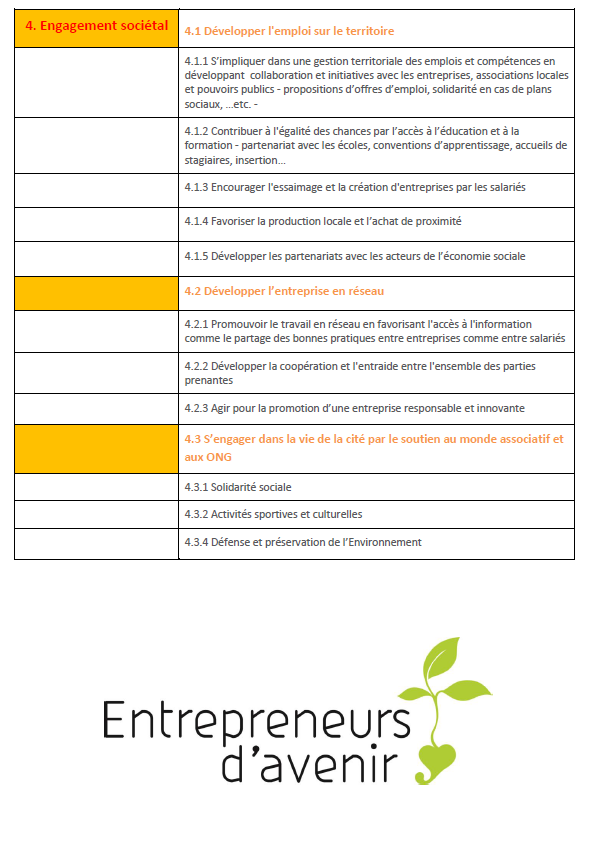 4. Engagement sociétal
4.1 Développer l'emploi sur le territoire
4.1.1 S’impliquer dans une gestion territoriale des emplois et compétences en
développant  collaboration et initiatives avec les entreprises, associations locales
et pouvoirs publics - propositions d’offres d’emploi, solidarité en cas de plans
sociaux, …etc. -
4.1.2 Contribuer à l'égalité des chances par l’accès à l’éducation et à la
formation - partenariat avec les écoles, conventions d’apprentissage, accueils de
stagiaires, insertion…
4.1.3 Encourager l'essaimage et la création d'entreprises par les salariés
4.1.4 Favoriser la production locale et l’achat de proximité
4.1.5 Développer les partenariats avec les acteurs de l’économie sociale
4.2 Développer l’entreprise en réseau
4.2.1 Promouvoir le travail en réseau en favorisant l'accès à l'information
comme le partage des bonnes pratiques entre entreprises comme entre salariés
4.2.2 Développer la coopération et l'entraide entre l'ensemble des parties
prenantes
4.2.3 Agir pour la promotion d’une entreprise responsable et innovante
4.3 S’engager dans la vie de la cité par le soutien au monde associatif et
aux ONG
4.3.1 Solidarité sociale
4.3.2 Activités sportives et culturelles
4.3.4 Défense et préservation de l’Environnement
Entrepreneurs
d’avenir